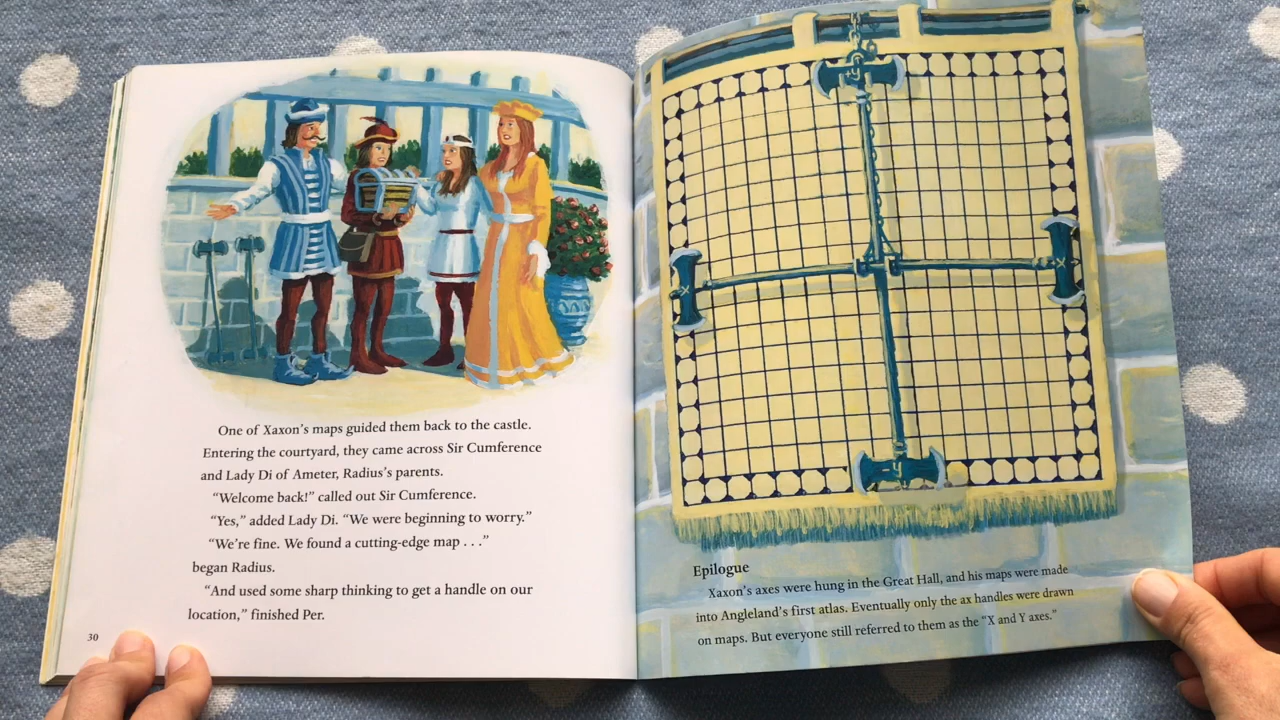 One of Xaxon's maps guided them back to the castle.
Entering the courtyard, they came across Sir Cumference
and Lady Di of Ameter, Radius's parents.
"Welcome back!" called out Sir Cumference.
"Yes," added Lady Di. "We were beginning to worry."
"We're fine. We found a cutting-edge map . . ."
began Radius.
"And used some sharp thinking to get a handle on our
location," finished Per.
30
y
-x
x
-y
Epilogue
Xaxon's axes were hung in the Great Hall, and his maps were made
into Angleland's first atlas. Eventually only the ax handles were drawn
on maps. But everyone still referred to them as the "X and Y axes."